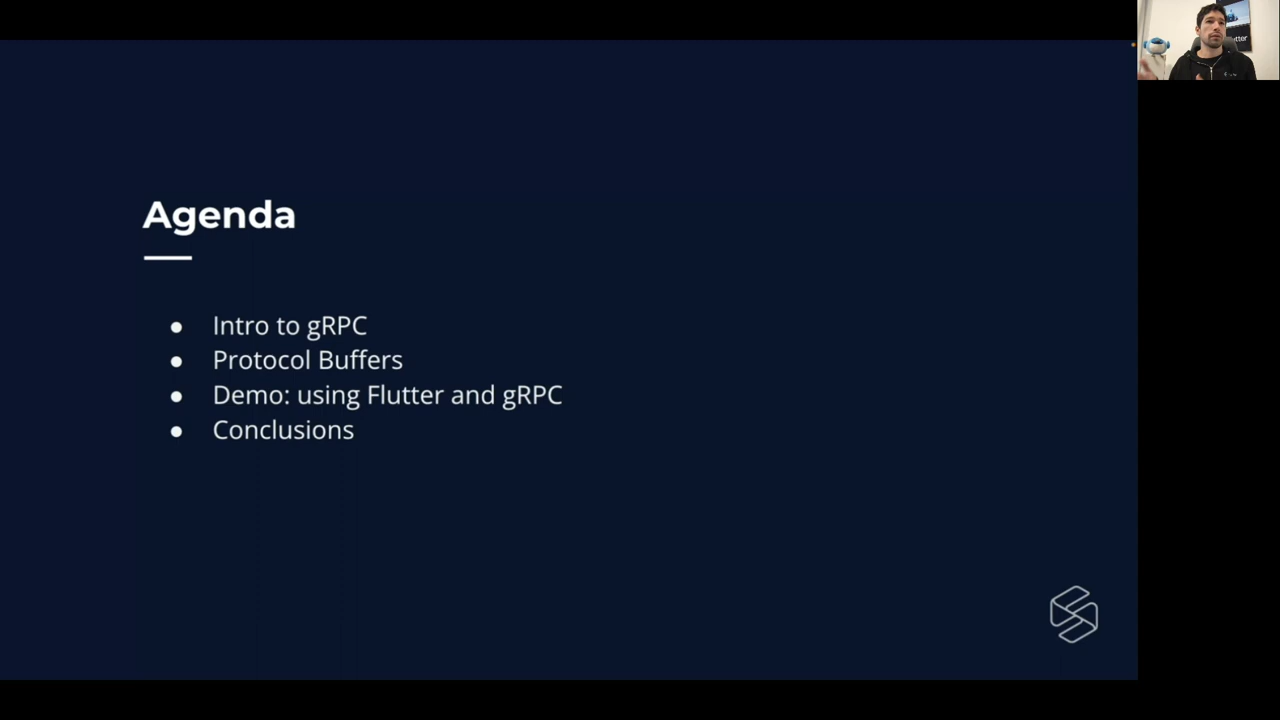 Agenda
● Intro to gRPC
● Protocol Buffers
● Demo: using Flutter and gRPC
● Conclusions